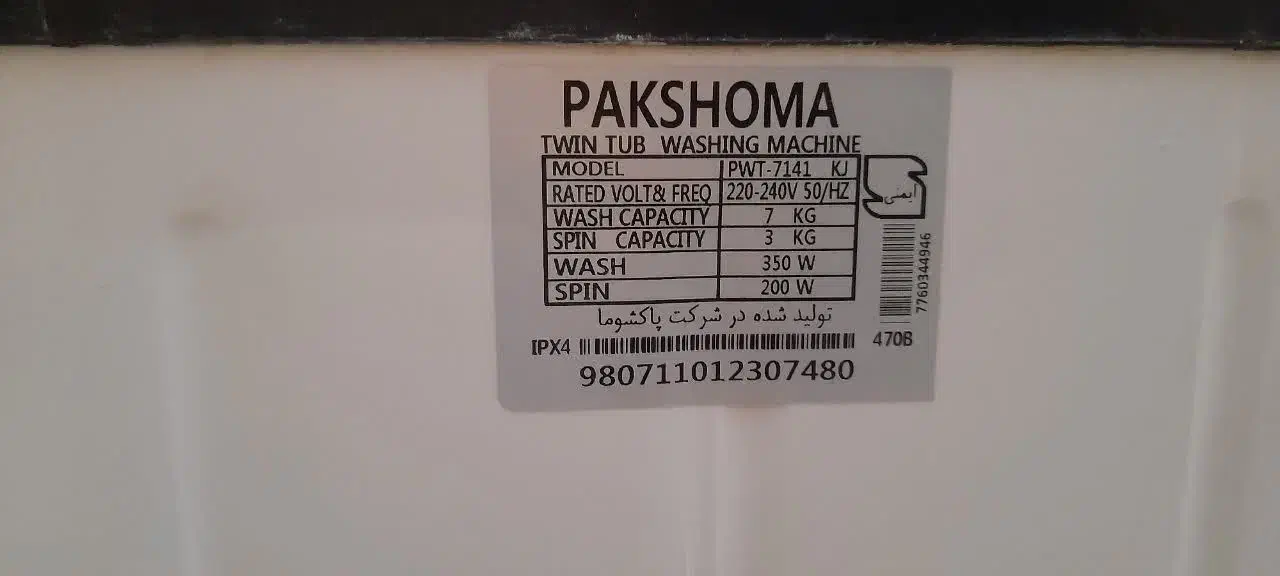 PAKSHOMA
TWIN TUB WASHING MACHINE
MODEL PWT-7141 KJ
RATED VOLT& FREQ 220-240V 50/HZ
WASH CAPACITY 7 KG
SPIN CAPACITY 3 KG
WASH 350 W
SPIN 200 W
ایمنی
7760344946
تولید شده در شرکت پاکشوما
IPX4 470B
980711012307480